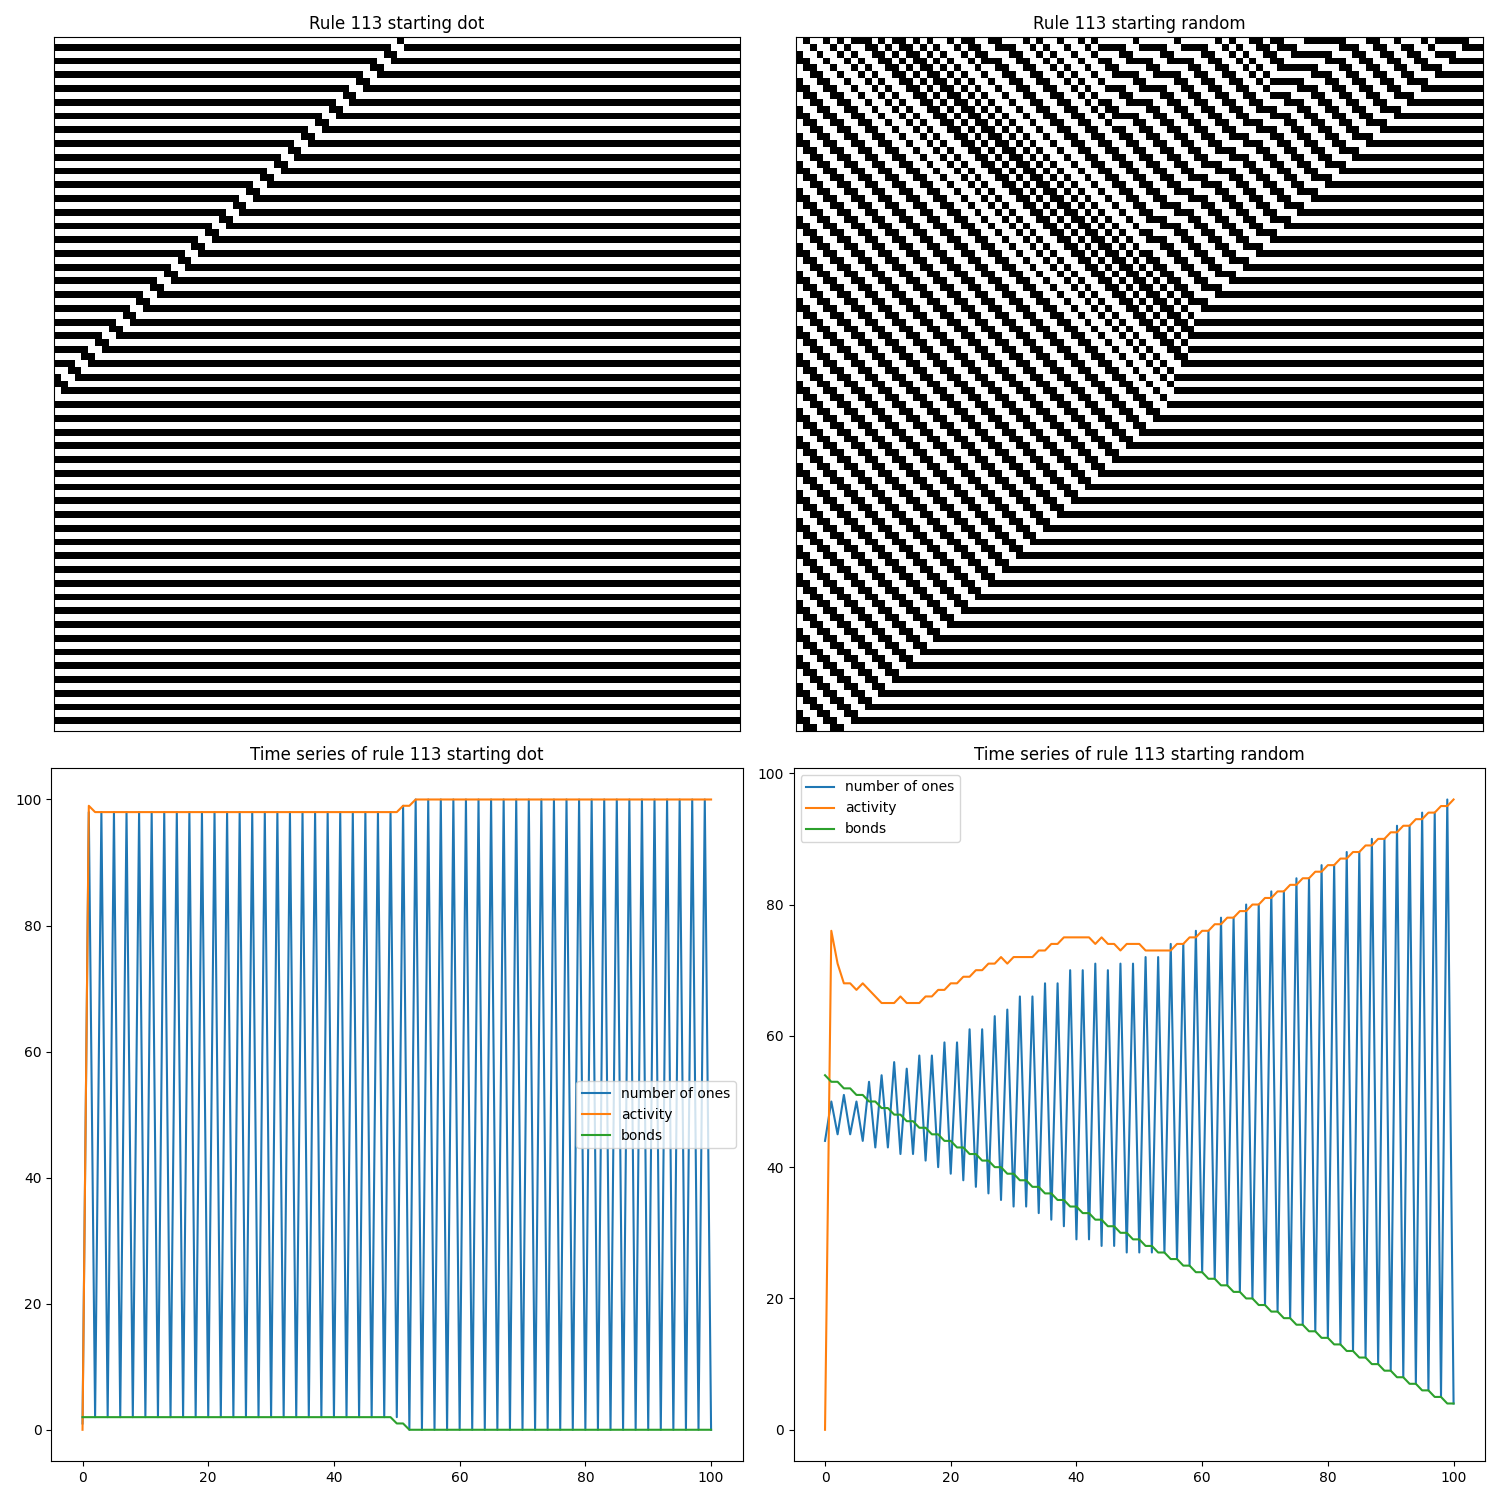 Rule 113 starting dot
Rule 113 starting random
Time series of rule 113 starting dot
100
80
60
40
20
0
0
20
40
60
80
100
number of ones
activity
bonds
Time series of rule 113 starting random
100
80
60
40
20
0
0
20
40
60
80
100
number of ones
activity
bonds